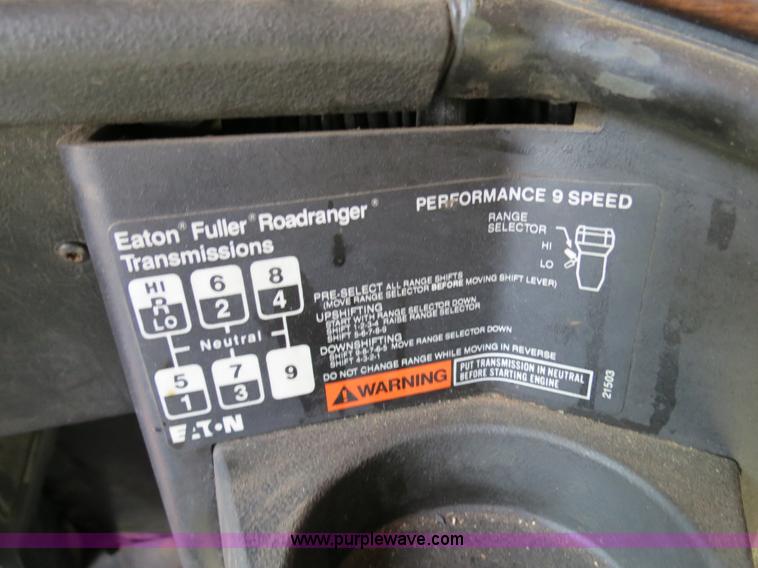 Eaton® Fuller® Roadranger®
Transmissions
PERFORMANCE 9 SPEED
RANGE
SELECTOR
HI
LO
HI
R
LO
6
2
8
4
Neutral
5
1
7
3
9
PRE-SELECT ALL RANGE SHIFTS
(MOVE RANGE SELECTOR BEFORE MOVING SHIFT LEVER)
UPSHIFTING
START WITH RANGE SELECTOR DOWN
SHIFT 1-2-3-4 RAISE RANGE SELECTOR
SHIFT 5-6-7-8-9
DOWNSHIFTING
SHIFT 9-8-7-6-5 MOVE RANGE SELECTOR DOWN
SHIFT 4-3-2-1
DO NOT CHANGE RANGE WHILE MOVING IN REVERSE
WARNING
PUT TRANSMISSION IN NEUTRAL
BEFORE STARTING ENGINE
21503
EATON
www.purplewave.com